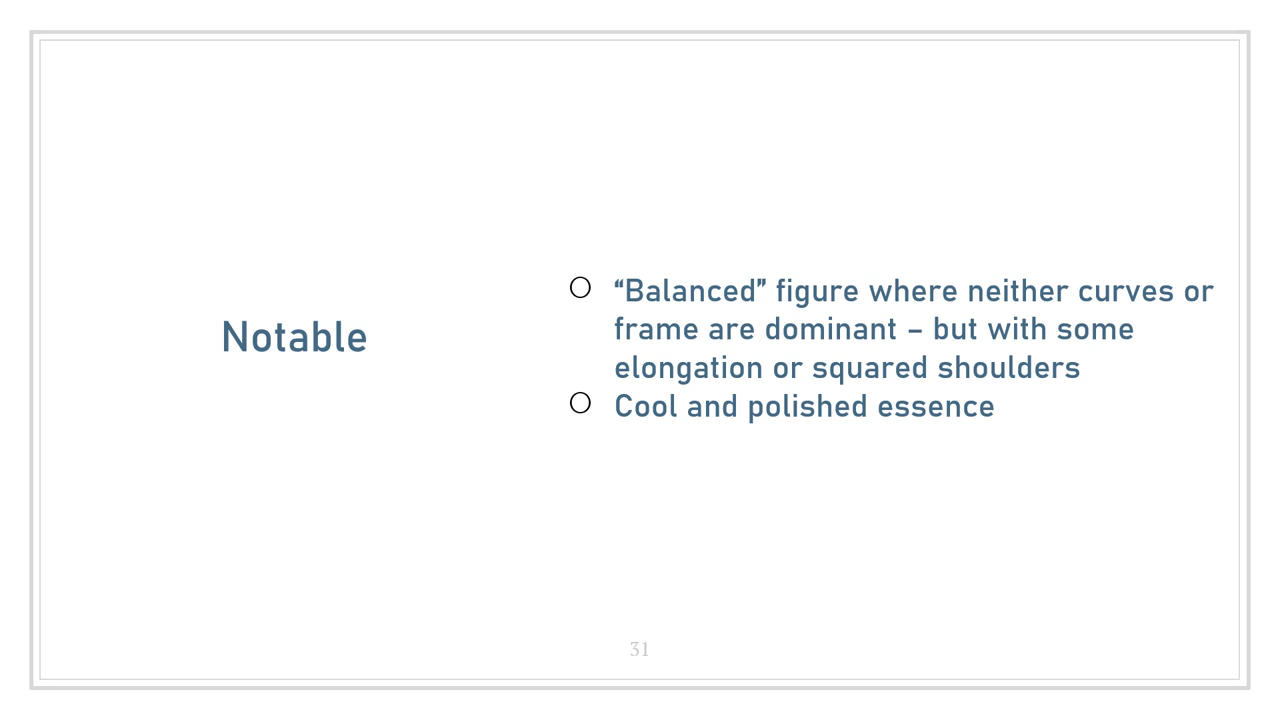 Notable
○ “Balanced” figure where neither curves or
frame are dominant – but with some
elongation or squared shoulders
○ Cool and polished essence
31